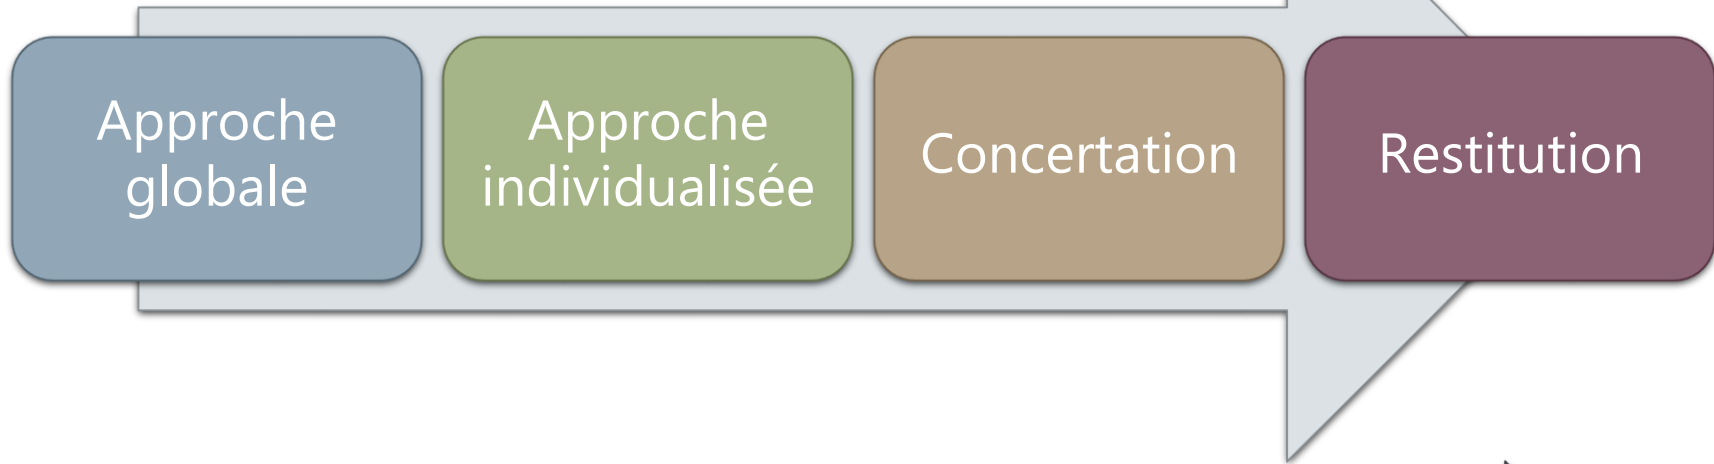 Approche
globale
Approche
individualisée
Concertation
Restitution